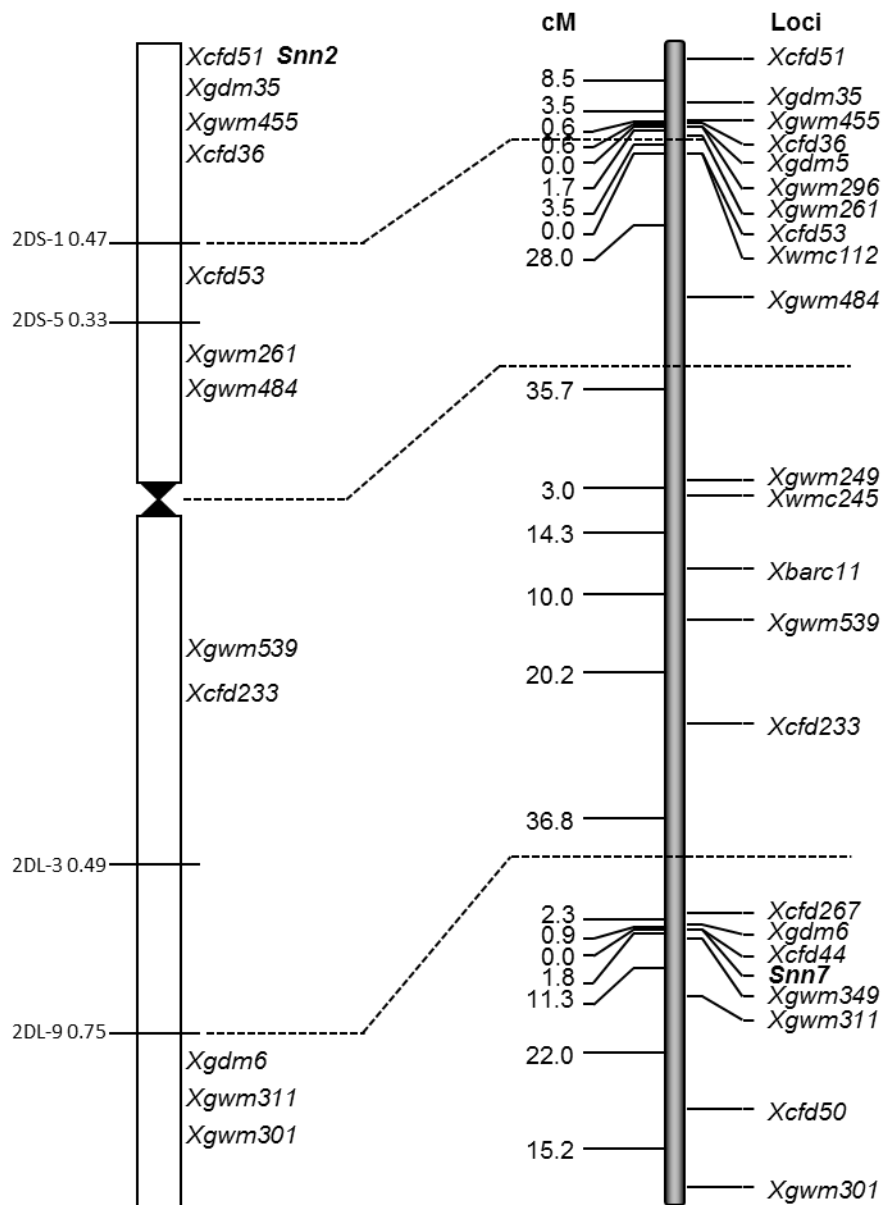 Xcfd51 Snn2
Xgdm35
Xgwm455
Xcfd36
2DS-1 0.47
Xcfd53
2DS-5 0.33
Xgwm261
Xgwm484
Xgwm539
Xcfd233
2DL-3 0.49
2DL-9 0.75
Xgdm6
Xgwm311
Xgwm301
cM
8.5
3.5
0.6
0.6
0.0
1.7
3.5
0.0
28.0
35.7
3.0
14.3
10.0
20.2
36.8
2.3
0.9
0.0
1.8
11.3
22.0
15.2
Loci
Xcfd51
Xgdm35
Xgwm455
Xcfd36
Xgdm5
Xgwm296
Xgwm261
Xcfd53
Xwmc112
Xgwm484
Xgwm249
Xwmc245
Xbarc11
Xgwm539
Xcfd233
Xcfd267
Xgdm6
Xcfd44
Snn7
Xgwm349
Xgwm311
Xcfd50
Xgwm301